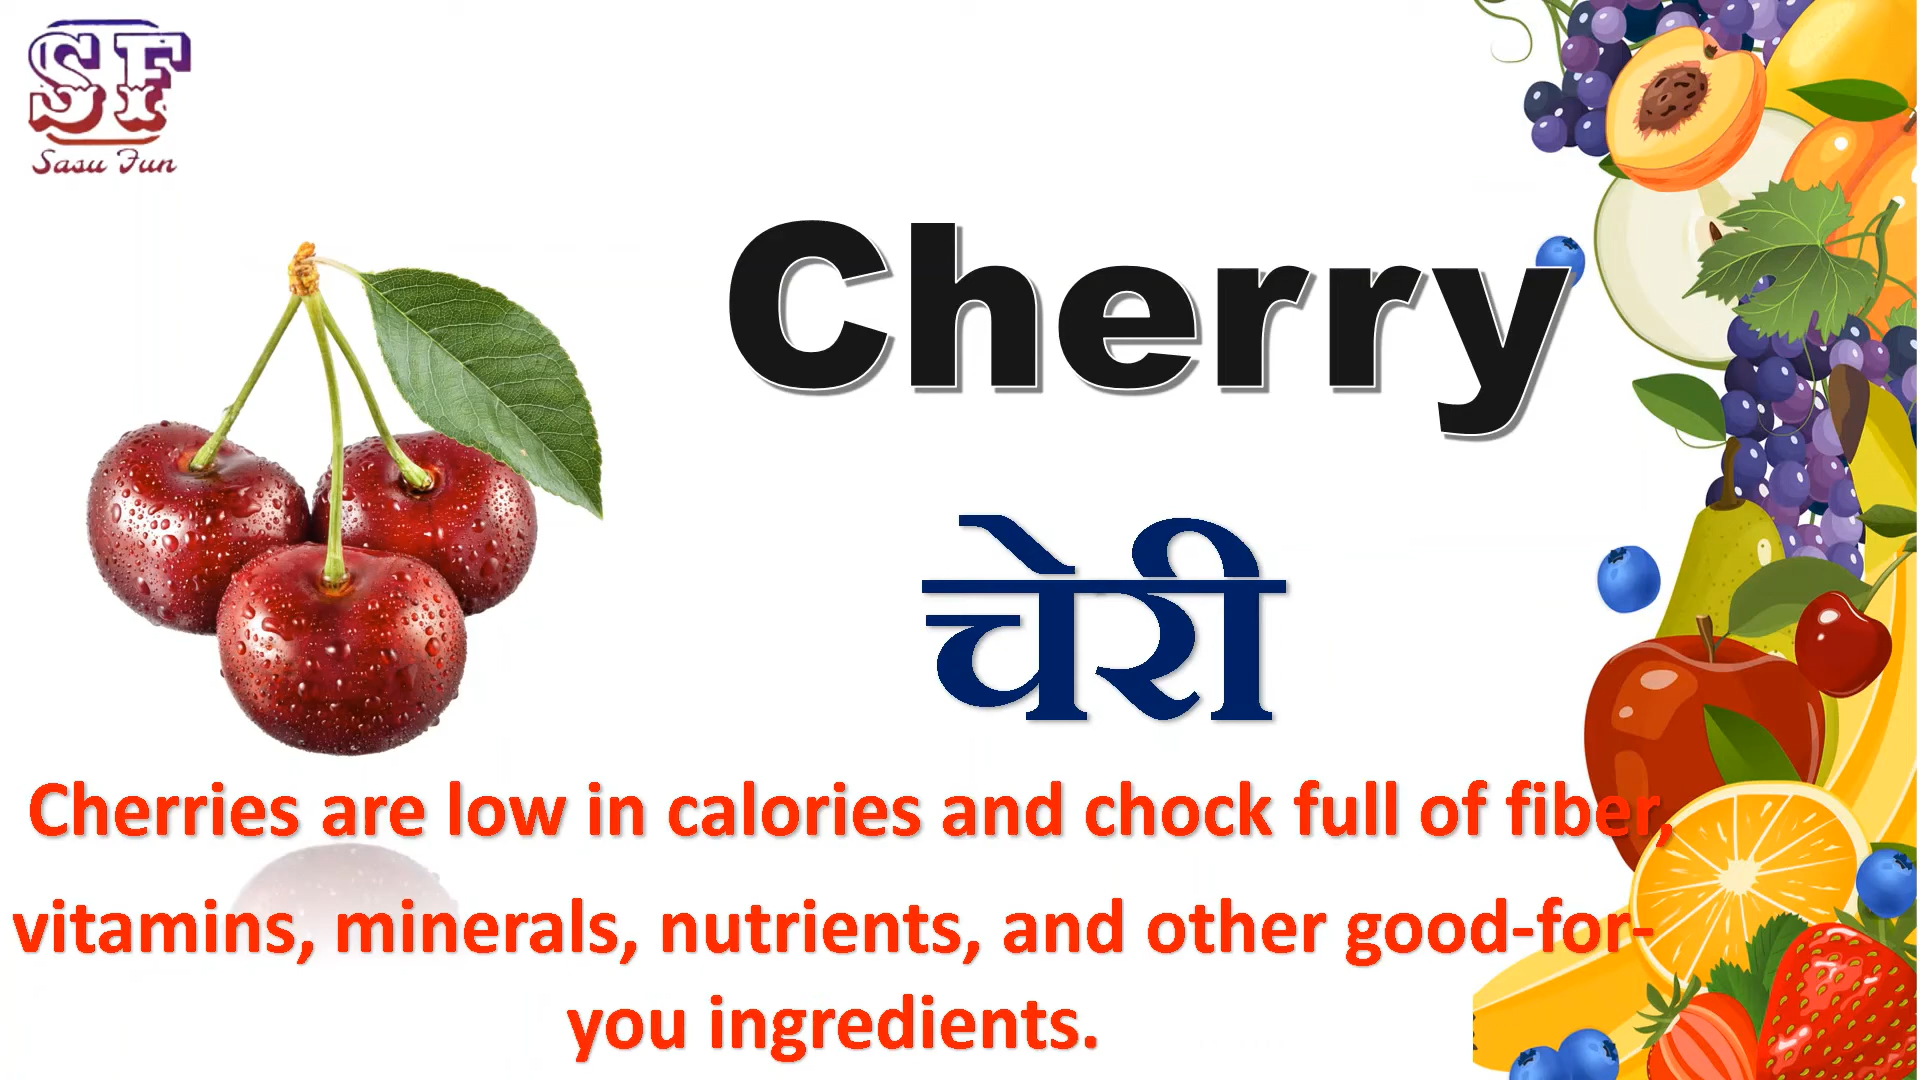 SF
Sasu Fun
Cherry
चेरी
Cherries are low in calories and chock full of fiber,
vitamins, minerals, nutrients, and other good-for-
you ingredients.